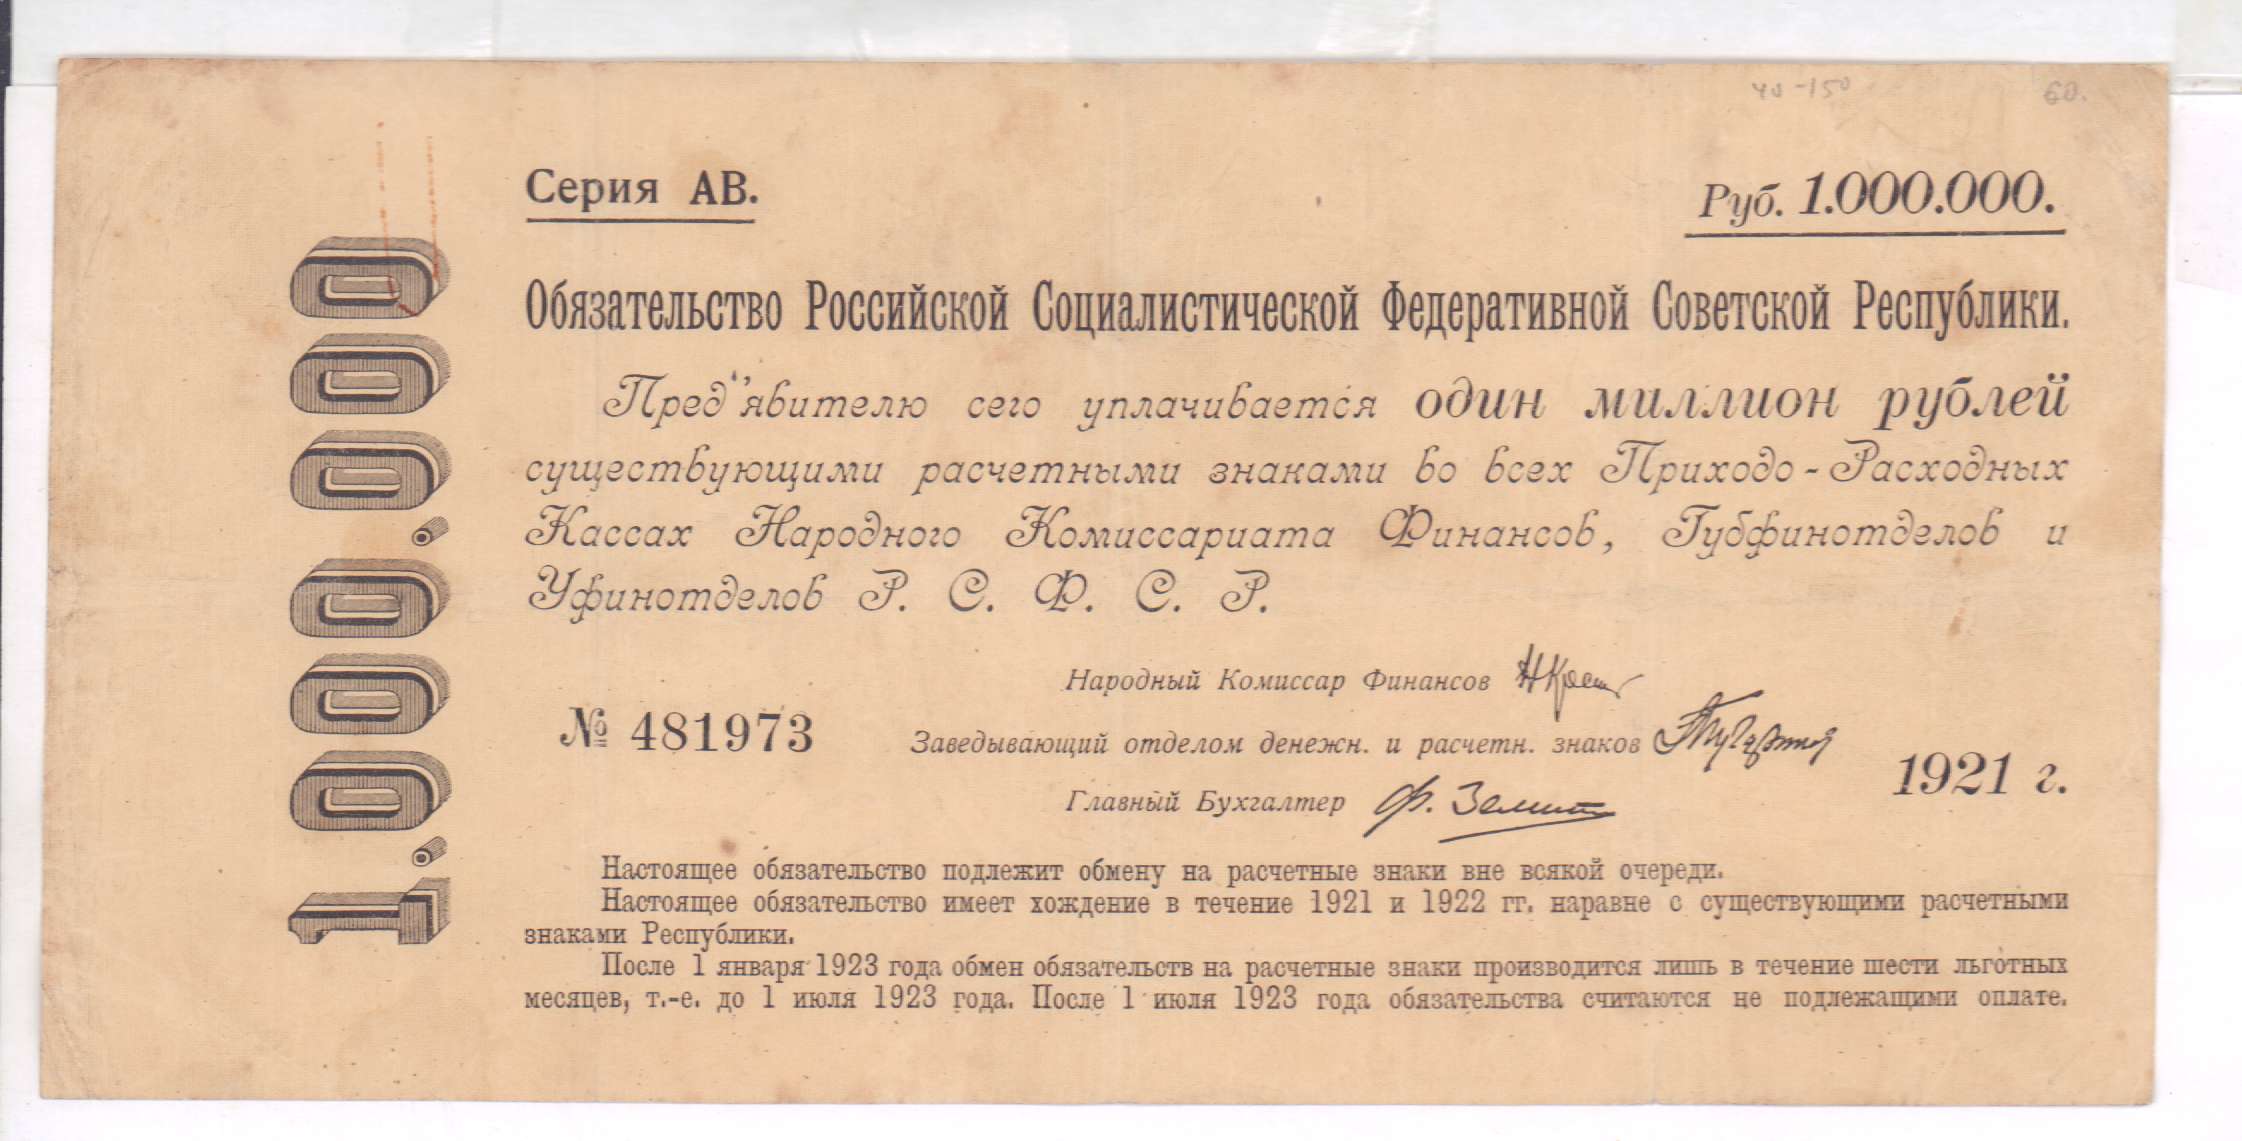 40-150 60.
Серия АВ.
Руб. 1.000.000.
1.000.000
Обязательство Российской Социалистической Федеративной Советской Республики.
Пред"явителю сего уплачивается один миллион рублей
существующими расчетными знаками во всех Приходо-Расходных
Кассах Народного Комиссариата Финансов, Губфинотделов и
Уфинотделов Р. С. Ф. С. Р.
Народный Комиссар Финансов
№ 481973
Заведывающий отделом денежн. и расчетн. знаков
1921 г.
Главный Бухгалтер Ф.
Настоящее обязательство подлежит обмену на расчетные знаки вне всякой очереди.
Настоящее обязательство имеет хождение в течение 1921 и 1922 гг. наравне с существующими расчетными
знаками Республики.
После 1 января 1923 года обмен обязательств на расчетные знаки производится лишь в течение шести льготных
месяцев, т.-е. до 1 июля 1923 года. После 1 июля 1923 года обязательства считаются не подлежащими оплате.